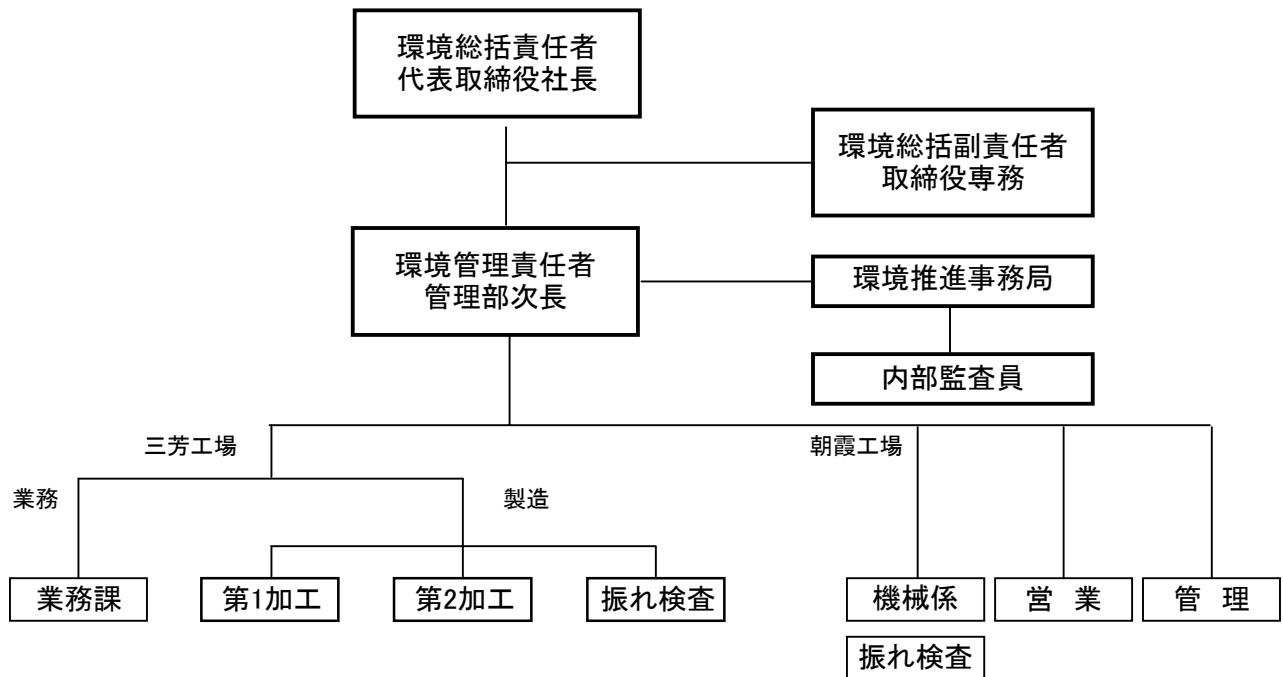 環境総括責任者
代表取締役社長
環境総括副責任者
取締役専務
環境管理責任者
管理部次長
環境推進事務局
内部監査員
三芳工場
朝霞工場
業務
製造
業務課
第1加工
第2加工
振れ検査
機械係
営 業
管 理
振れ検査